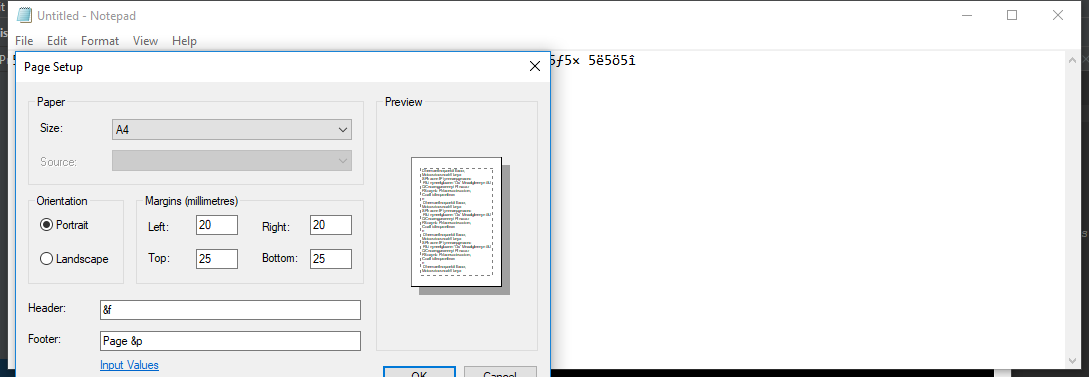 Untitled - Notepad
File Edit Format View Help
5ƒ5× 5ë5ö5î
Page Setup
Paper
Size: A4
Source:
Orientation
Portrait
Landscape
Margins (millimetres)
Left: 20 Right: 20
Top: 25 Bottom: 25
Preview
Header: &f
Footer: Page &p
Input Values
OK Cancel